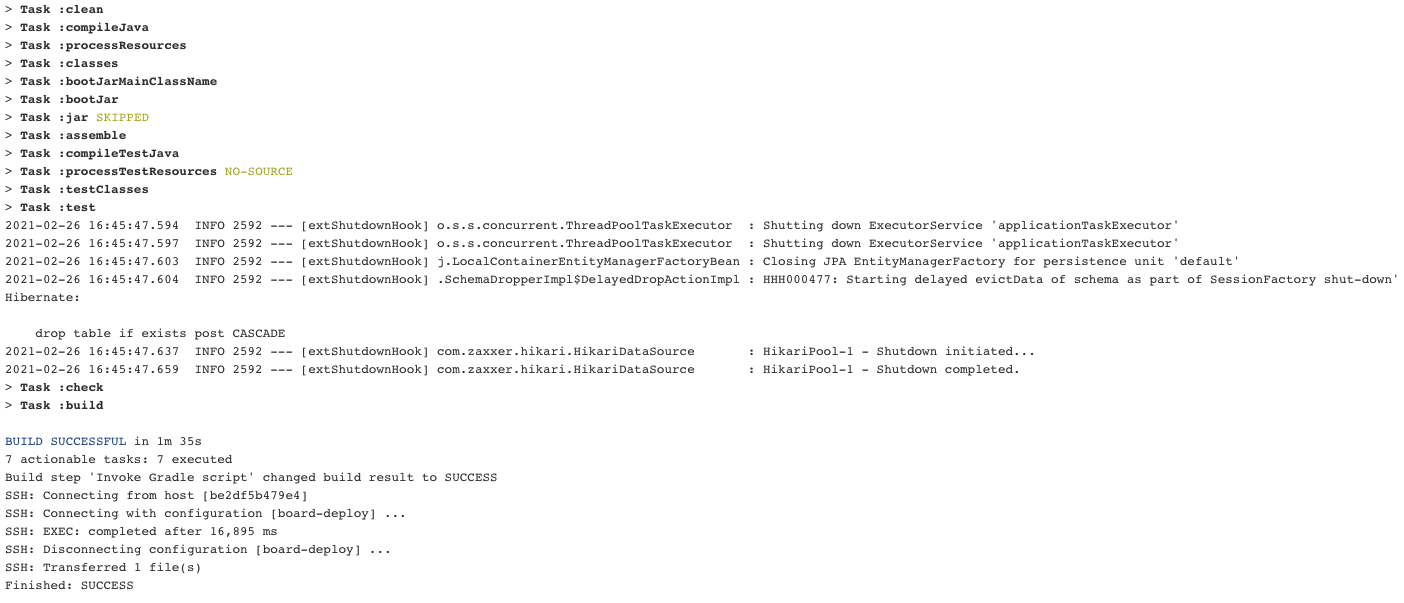 > Task :clean
> Task :compileJava
> Task :processResources
> Task :classes
> Task :bootJarMainClassName
> Task :bootJar
> Task :jar SKIPPED
> Task :assemble
> Task :compileTestJava
> Task :processTestResources NO-SOURCE
> Task :testClasses
> Task :test
2021-02-26 16:45:47.594  INFO 2592 --- [extShutdownHook] o.s.s.concurrent.ThreadPoolTaskExecutor  : Shutting down ExecutorService 'applicationTaskExecutor'
2021-02-26 16:45:47.597  INFO 2592 --- [extShutdownHook] o.s.s.concurrent.ThreadPoolTaskExecutor  : Shutting down ExecutorService 'applicationTaskExecutor'
2021-02-26 16:45:47.603  INFO 2592 --- [extShutdownHook] j.LocalContainerEntityManagerFactoryBean : Closing JPA EntityManagerFactory for persistence unit 'default'
2021-02-26 16:45:47.604  INFO 2592 --- [extShutdownHook] .SchemaDropperImpl$DelayedDropActionImpl : HHH000477: Starting delayed evictData of schema as part of SessionFactory shut-down'
Hibernate:

    drop table if exists post CASCADE
2021-02-26 16:45:47.637  INFO 2592 --- [extShutdownHook] com.zaxxer.hikari.HikariDataSource       : HikariPool-1 - Shutdown initiated...
2021-02-26 16:45:47.659  INFO 2592 --- [extShutdownHook] com.zaxxer.hikari.HikariDataSource       : HikariPool-1 - Shutdown completed.
> Task :check
> Task :build

BUILD SUCCESSFUL in 1m 35s
7 actionable tasks: 7 executed
Build step 'Invoke Gradle script' changed build result to SUCCESS
SSH: Connecting from host [be2df5b479e4]
SSH: Connecting with configuration [board-deploy] ...
SSH: EXEC: completed after 16,895 ms
SSH: Disconnecting configuration [board-deploy] ...
SSH: Transferred 1 file(s)
Finished: SUCCESS